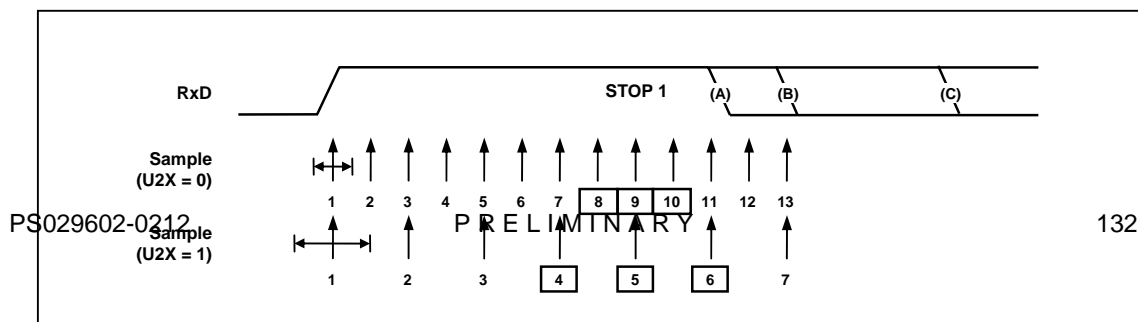 RxD STOP 1 (A) (B) (C)
Sample
(U2X = 0)
1 2 3 4 5 6 7 8 9 10 11 12 13
PS029602-0212 PRELIMINARY 132
Sample
(U2X = 1)
1 2 3 4 5 6 7